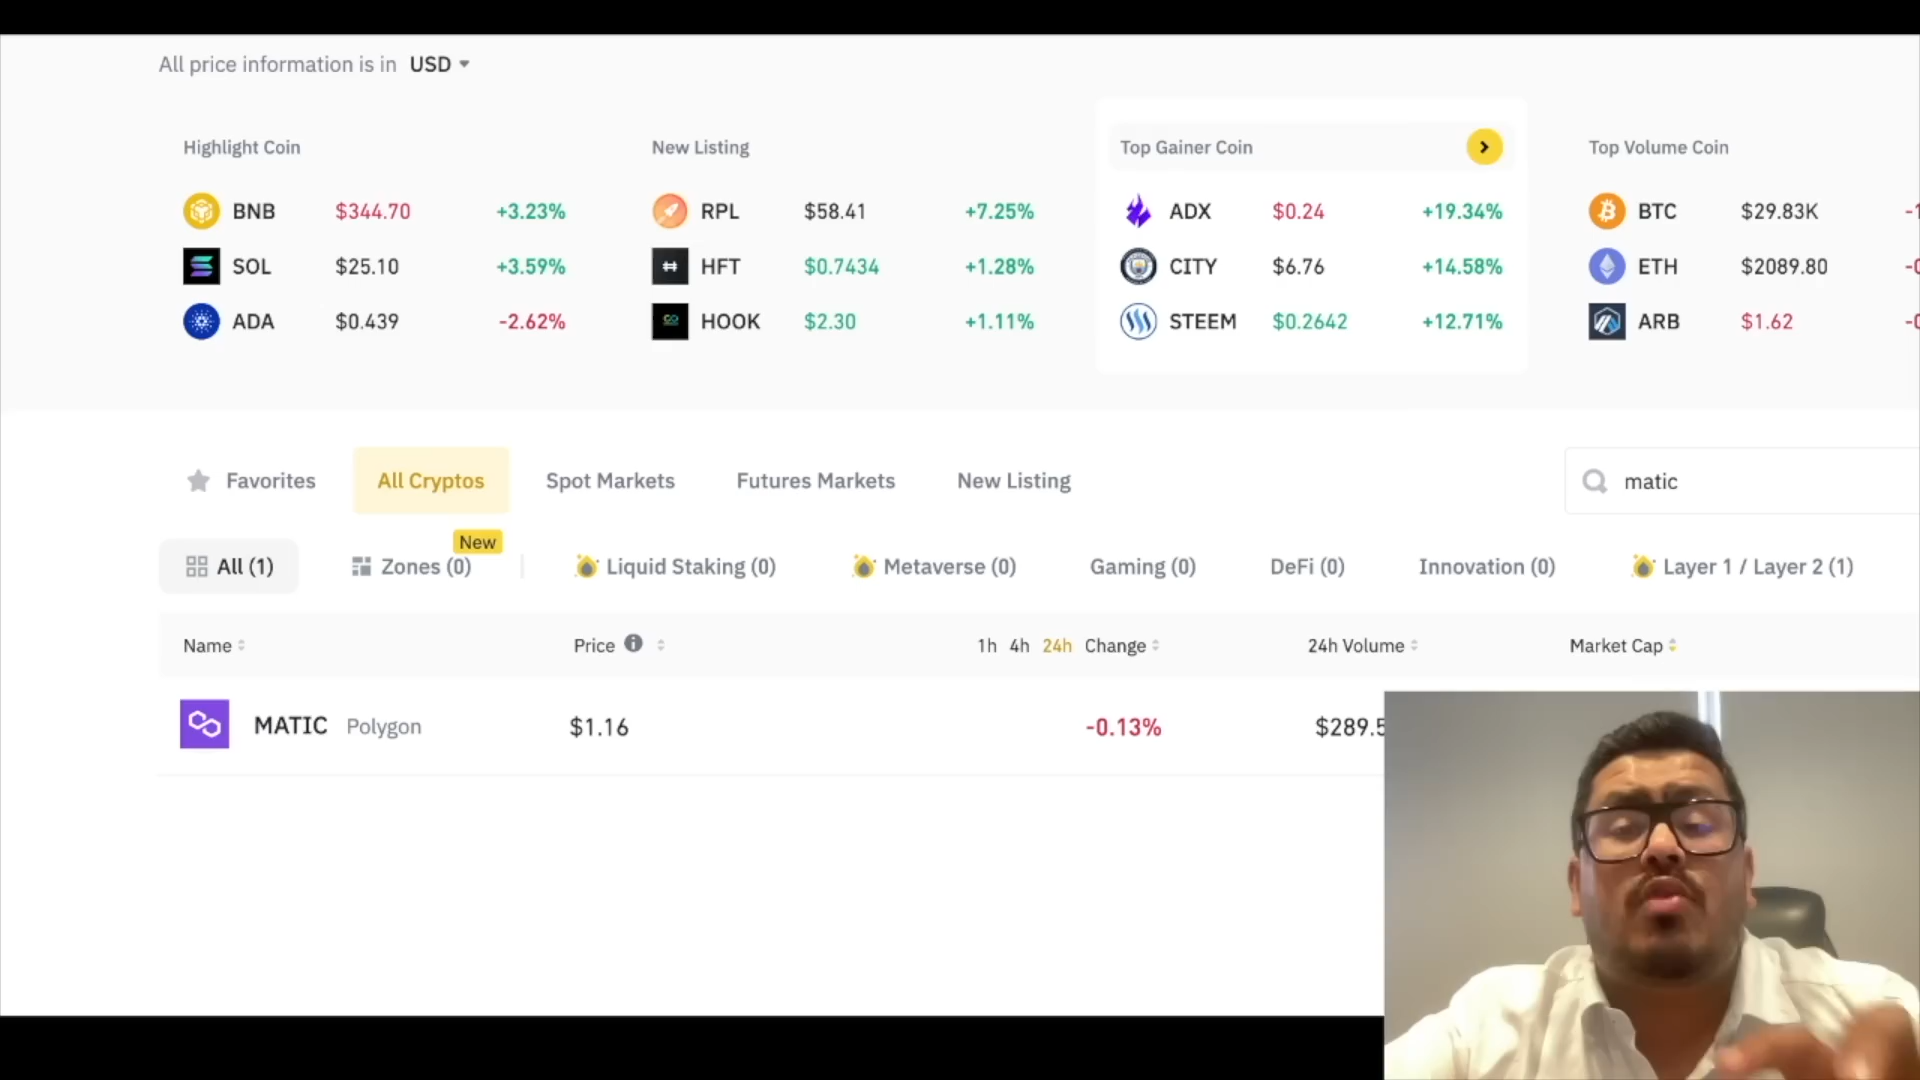 All price information is in USD
Highlight Coin
BNB $344.70 +3.23%
SOL $25.10 +3.59%
ADA $0.439 -2.62%
New Listing
RPL $58.41 +7.25%
HFT $0.7434 +1.28%
HOOK $2.30 +1.11%
Top Gainer Coin
ADX $0.24 +19.34%
CITY $6.76 +14.58%
STEEM $0.2642 +12.71%
Top Volume Coin
BTC $29.83K
ETH $2089.80
ARB $1.62
Favorites All Cryptos Spot Markets Futures Markets New Listing matic
New
All (1) Zones (0) Liquid Staking (0) Metaverse (0) Gaming (0) DeFi (0) Innovation (0) Layer 1 / Layer 2 (1)
Name Price 1h 4h 24h Change 24h Volume Market Cap
MATIC Polygon $1.16 -0.13% $289.5